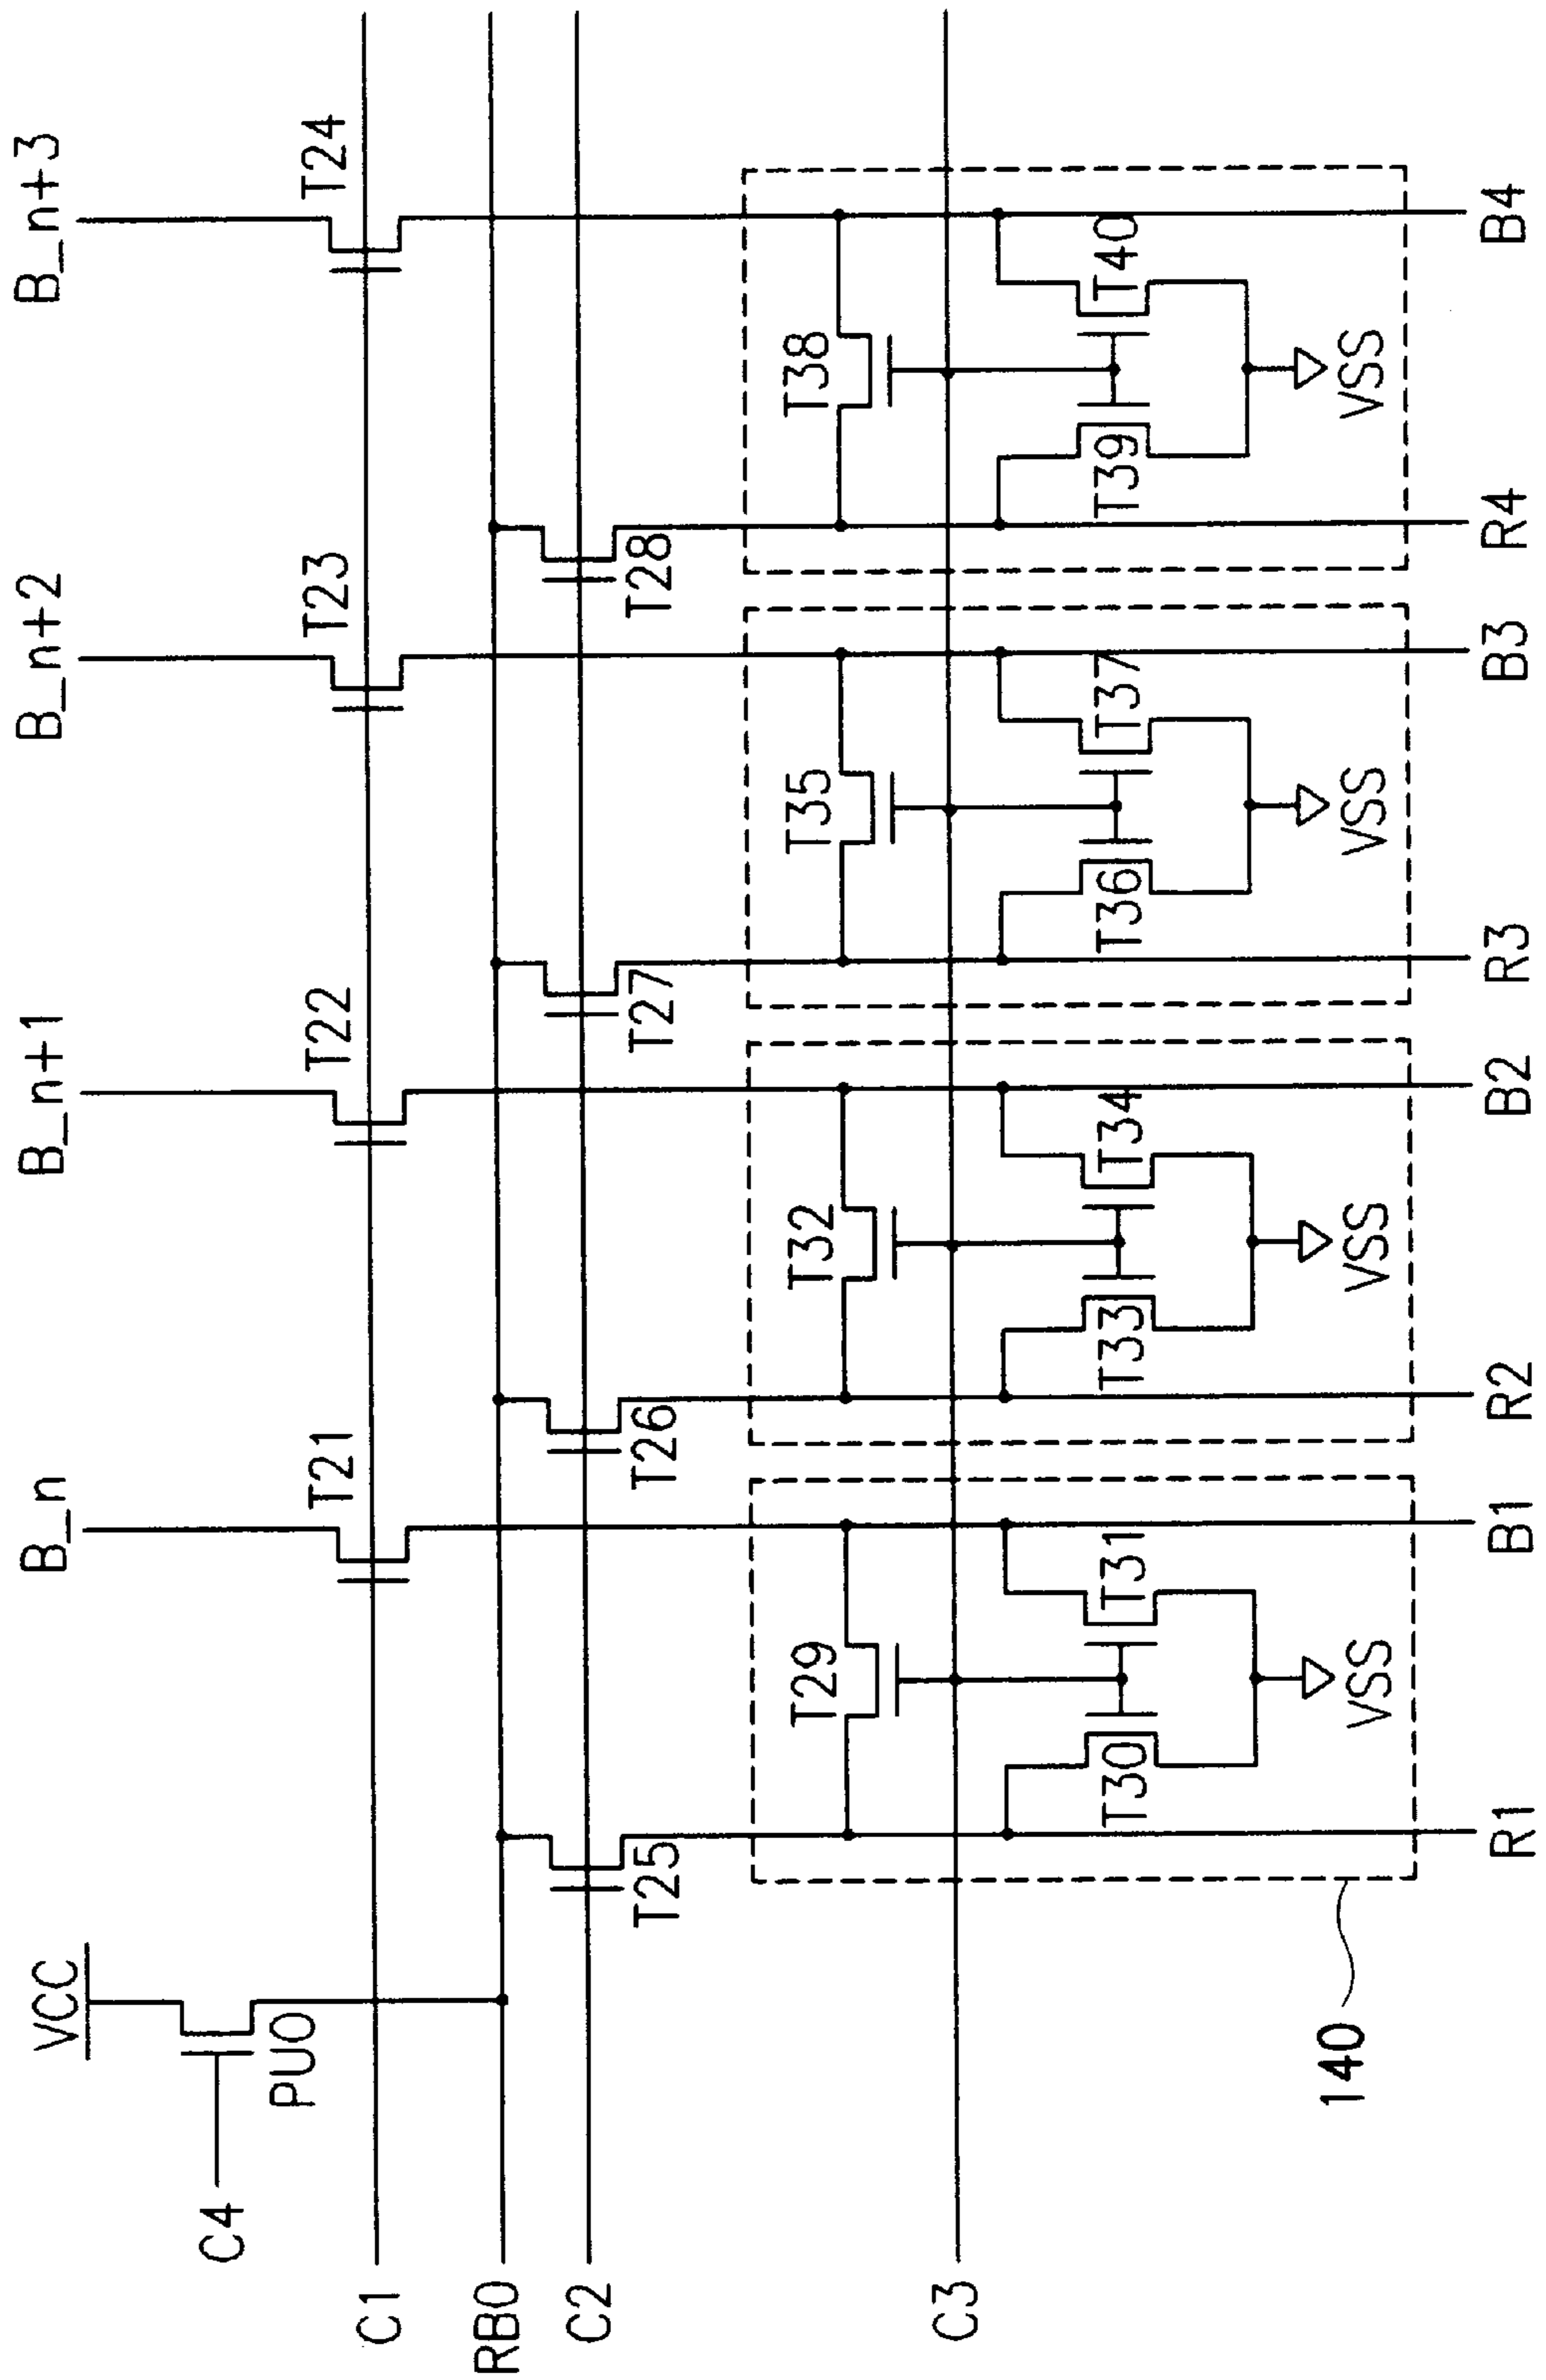 VCC
C4
PU0
B_n
B_n+1
B_n+2
B_n+3
C1
T21
T22
T23
T24
RB0
C2
T25
T26
T27
T28
T29
T32
T35
T38
C3
T30
T31
T33
T34
T36
T37
T39
T40
VSS
VSS
VSS
VSS
140
R1
B1
R2
B2
R3
B3
R4
B4